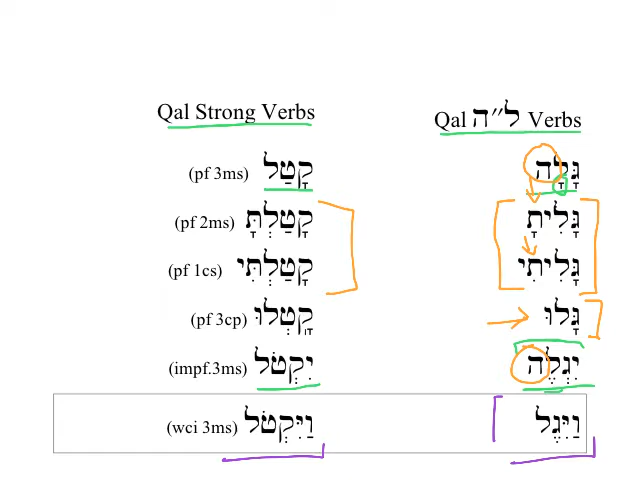 Qal Strong Verbs Qal ל״ה Verbs
(pf 3ms) קָטַל גָּלָה
(pf 2ms) קָטַלְתָּ גָּלִיתָ
(pf 1cs) קָטַלְתִּי גָּלִיתִי
(pf 3cp) קָטְלוּ גָּלוּ
(impf.3ms) יִקְטֹל יִגְלֶה
(wci 3ms) וַיִּקְטֹל וַיִּגֶל